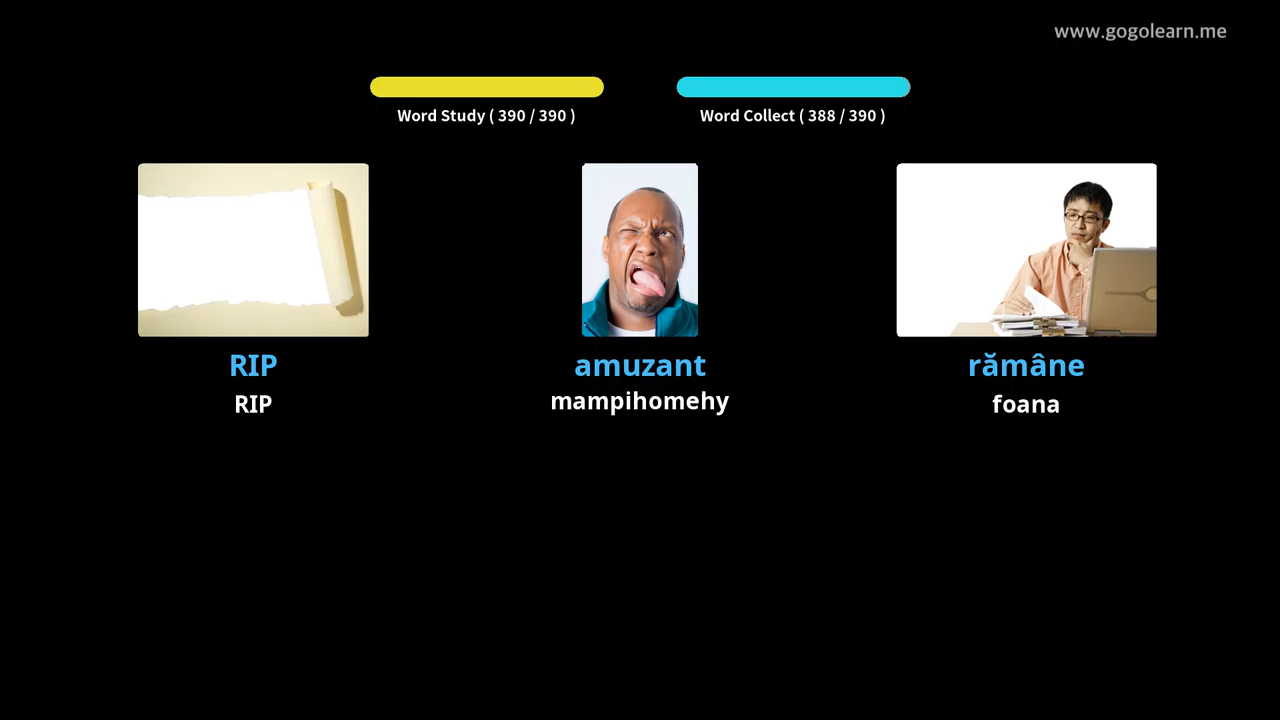 www.gogolearn.me
Word Study ( 390 / 390 )
Word Collect ( 388 / 390 )
RIP
RIP
amuzant
mampihomehy
rămâne
foana